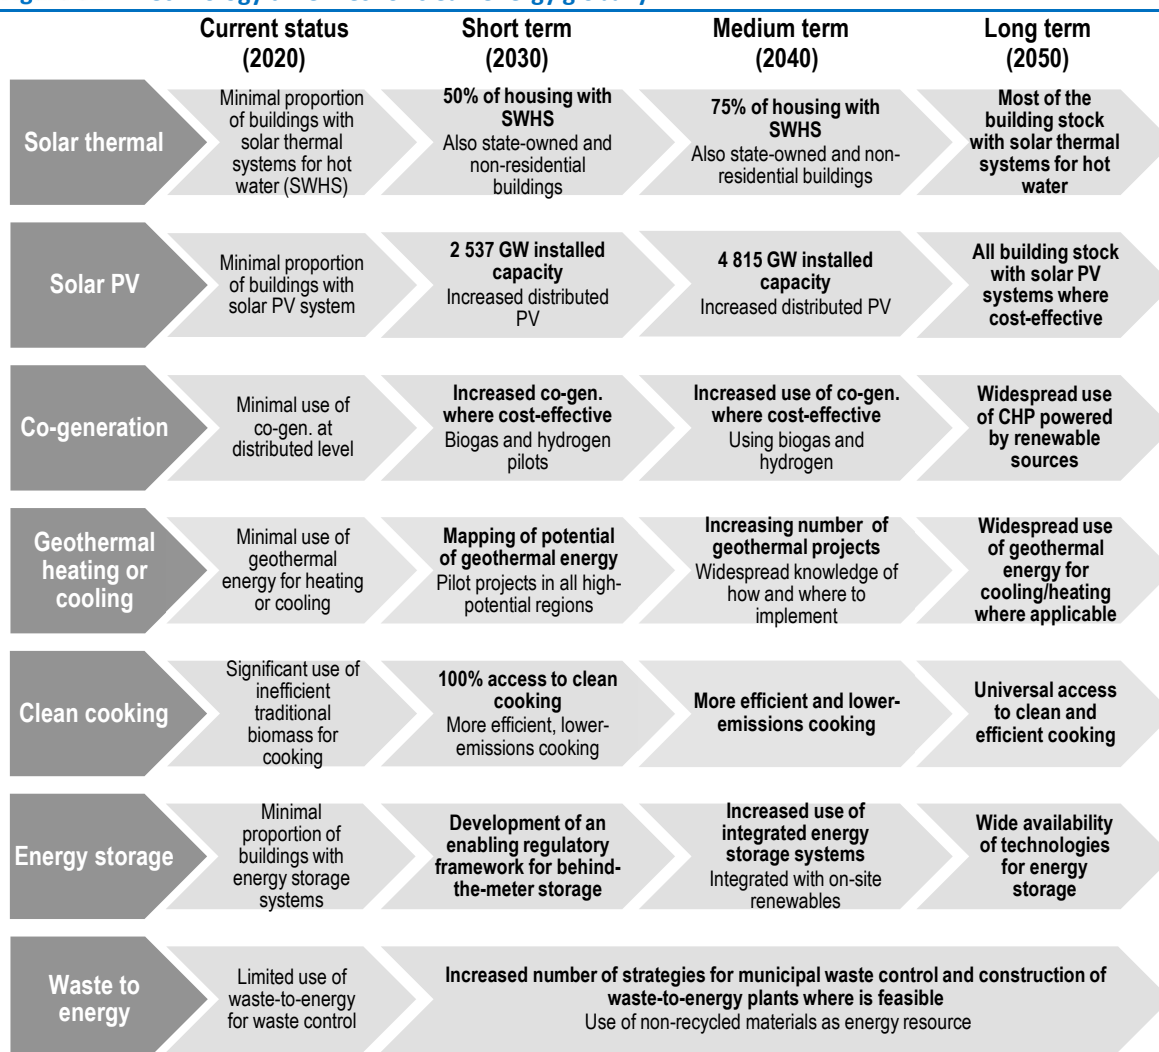 Current status
(2020)
Short term
(2030)
Medium term
(2040)
Long term
(2050)
Solar thermal
Minimal proportion
of buildings with
solar thermal
systems for hot
water (SWHS)
50% of housing with
SWHS
Also state-owned and
non-residential
buildings
75% of housing with
SWHS
Also state-owned and non-
residential buildings
Most of the
building stock
with solar thermal
systems for hot
water
Solar PV
Minimal proportion
of buildings with
solar PV system
2 537 GW installed
capacity
Increased distributed
PV
4 815 GW installed
capacity
Increased distributed PV
All building stock
with solar PV
systems where
cost-effective
Co-generation
Minimal use of
co-gen. at
distributed level
Increased co-gen.
where cost-effective
Biogas and hydrogen
pilots
Increased use of co-gen.
where cost-effective
Using biogas and
hydrogen
Widespread use
of CHP powered
by renewable
sources
Geothermal
heating or
cooling
Minimal use of
geothermal
energy for heating
or cooling
Mapping of potential
of geothermal energy
Pilot projects in all high-
potential regions
Increasing number of
geothermal projects
Widespread knowledge of
how and where to
implement
Widespread use
of geothermal
energy for
cooling/heating
where applicable
Clean cooking
Significant use of
inefficient
traditional
biomass for
cooking
100% access to clean
cooking
More efficient, lower-
emissions cooking
More efficient and lower-
emissions cooking
Universal access
to clean and
efficient cooking
Energy storage
Minimal
proportion of
buildings with
energy storage
systems
Development of an
enabling regulatory
framework for behind-
the-meter storage
Increased use of
integrated energy
storage systems
Integrated with on-site
renewables
Wide availability
of technologies
for energy
storage
Waste to
energy
Limited use of
waste-to-energy
for waste control
Increased number of strategies for municipal waste control and construction of
waste-to-energy plants where is feasible
Use of non-recycled materials as energy resource